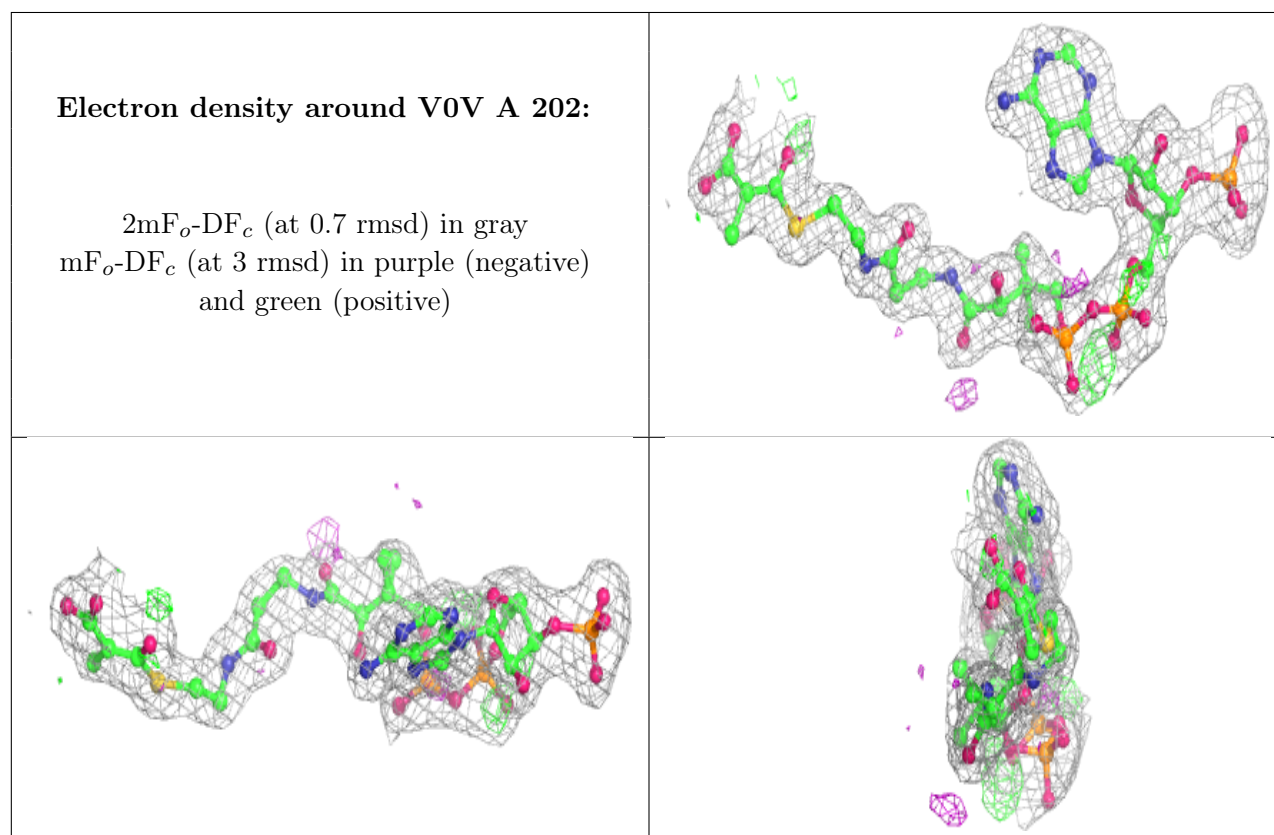 Electron density around V0V A 202:
2mFo-DFc (at 0.7 rmsd) in gray
mFo-DFc (at 3 rmsd) in purple (negative)
and green (positive)